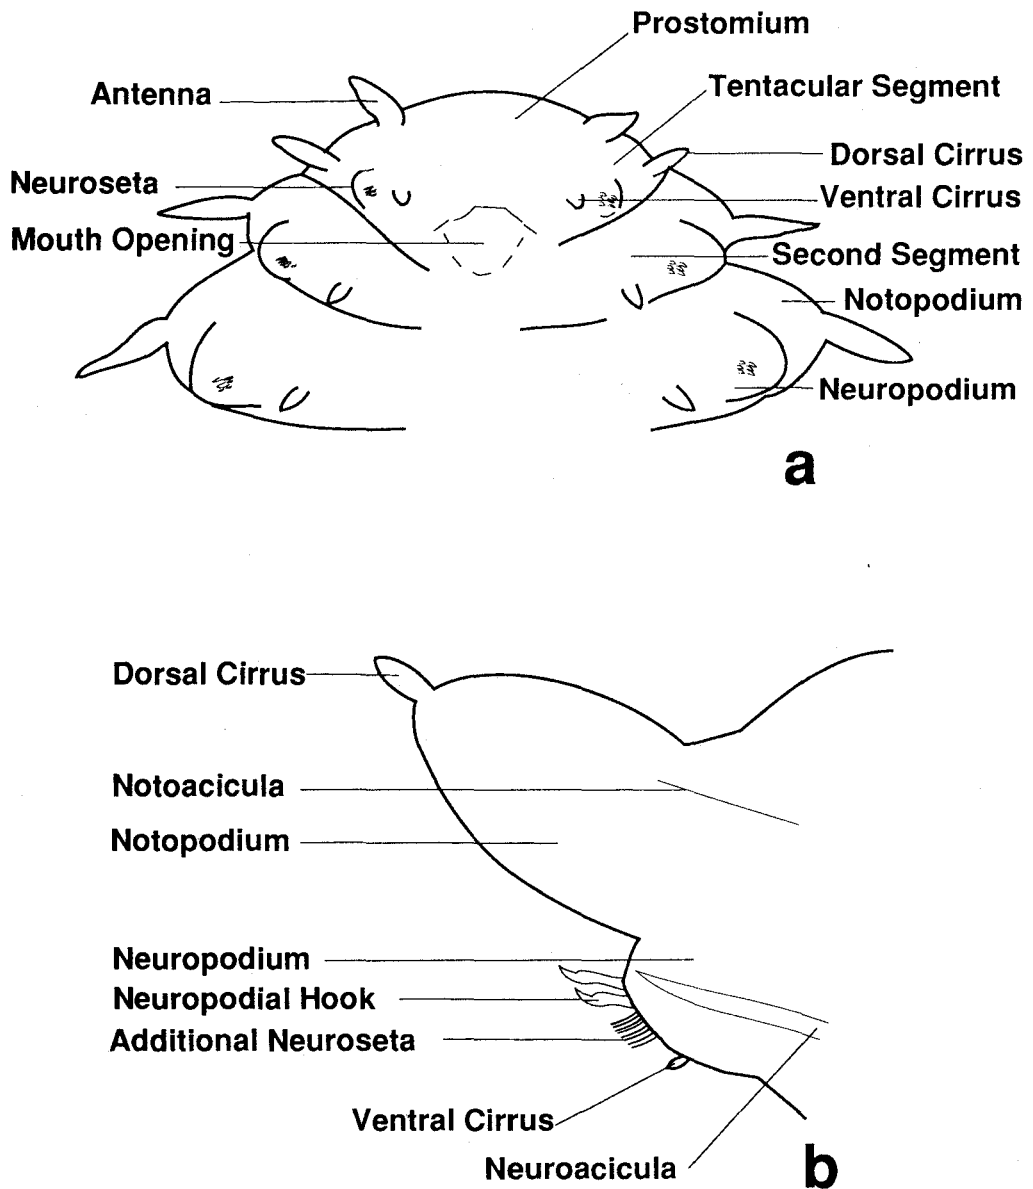 Prostomium
Antenna
Tentacular Segment
Dorsal Cirrus
Neuroseta
Ventral Cirrus
Mouth Opening
Second Segment
Notopodium
Neuropodium
a
Dorsal Cirrus
Notoacicula
Notopodium
Neuropodium
Neuropodial Hook
Additional Neuroseta
Ventral Cirrus
Neuroacicula
b